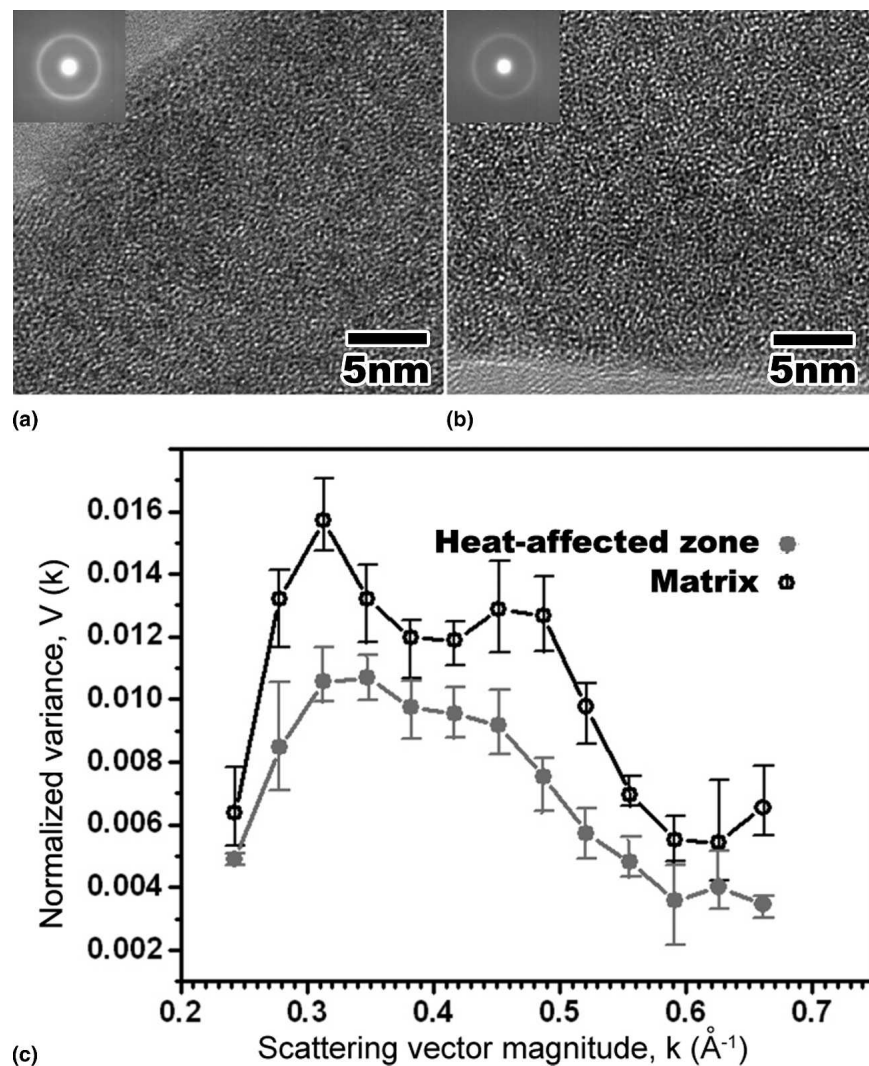 5nm
5nm
(a)
(b)
0.016
0.014
0.012
0.010
0.008
0.006
0.004
0.002
Normalized variance, V (k)
Heat-affected zone
Matrix
0.2 0.3 0.4 0.5 0.6 0.7
Scattering vector magnitude, k (Å⁻¹)
(c)